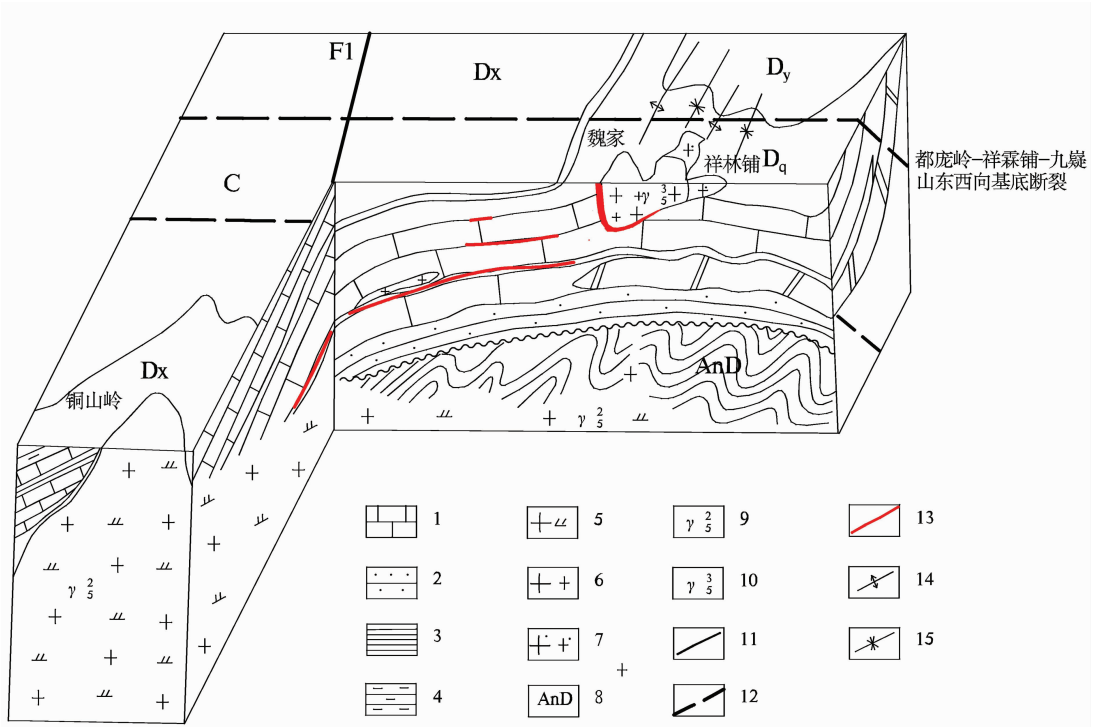 F1
Dx
Dy
魏家
祥林铺 Dq
C
都庞岭-祥霖铺-九嶷
山东西向基底断裂
γ 3 5
Dx
AnD
铜山岭
γ 2 5
γ 2 5
1
5
γ 2 5 9
13
2
6
γ 3 5 10
14
3
7
11
15
4
AnD 8
12